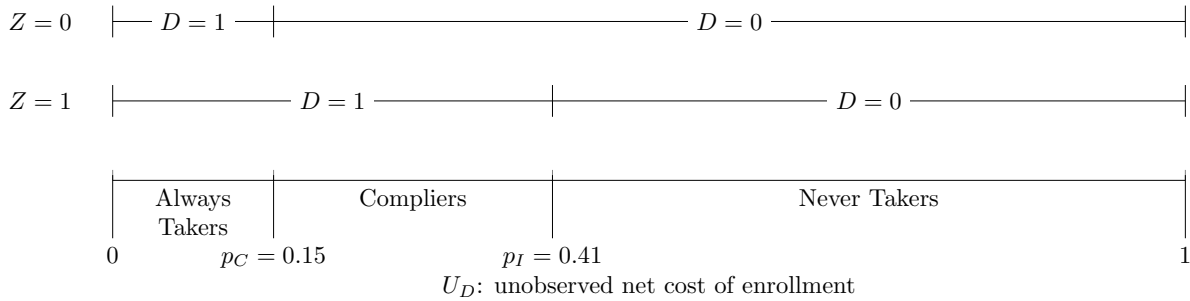 Z = 0 D = 1 D = 0
Z = 1 D = 1 D = 0
Always Takers Compliers Never Takers
0 p_C = 0.15 p_I = 0.41 1
U_D: unobserved net cost of enrollment